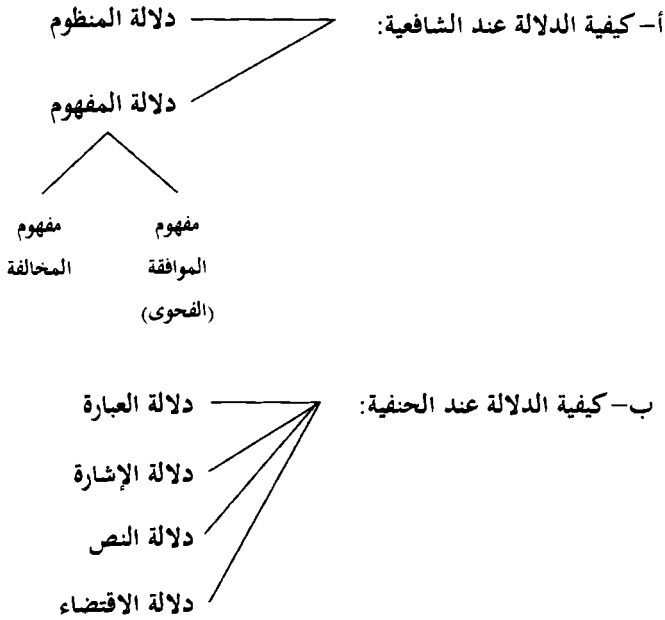 أ- كيفية الدلالة عند الشافعية:
دلالة المنظوم
دلالة المفهوم
مفهوم
الموافقة
(الفحوى)
مفهوم
المخالفة
ب- كيفية الدلالة عند الحنفية:
دلالة العبارة
دلالة الإشارة
دلالة النص
دلالة الاقتضاء